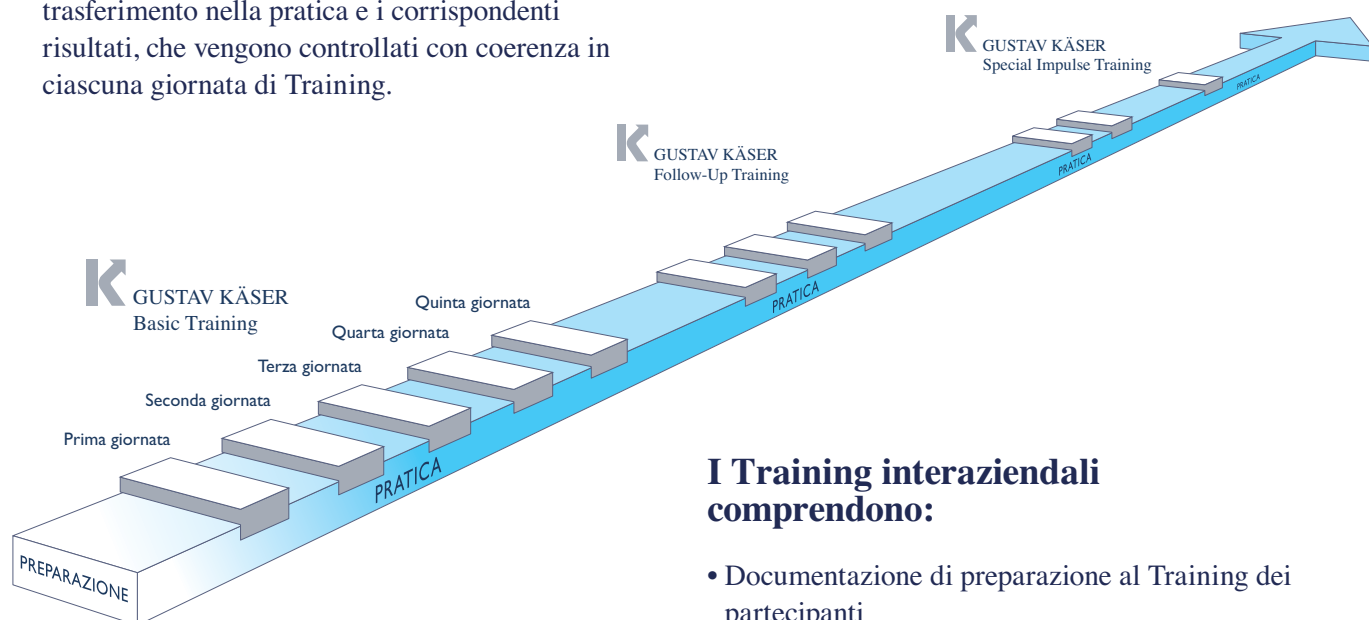 trasferimento nella pratica e i corrispondenti
risultati, che vengono controllati con coerenza in
ciascuna giornata di Training.
GUSTAV KÄSER
Special Impulse Training
PRATICA
PRATICA
GUSTAV KÄSER
Follow-Up Training
PRATICA
GUSTAV KÄSER
Basic Training
Quinta giornata
Quarta giornata
Terza giornata
Seconda giornata
Prima giornata
PRATICA
PREPARAZIONE
I Training interaziendali
comprendono:
• Documentazione di preparazione al Training dei
partecipanti